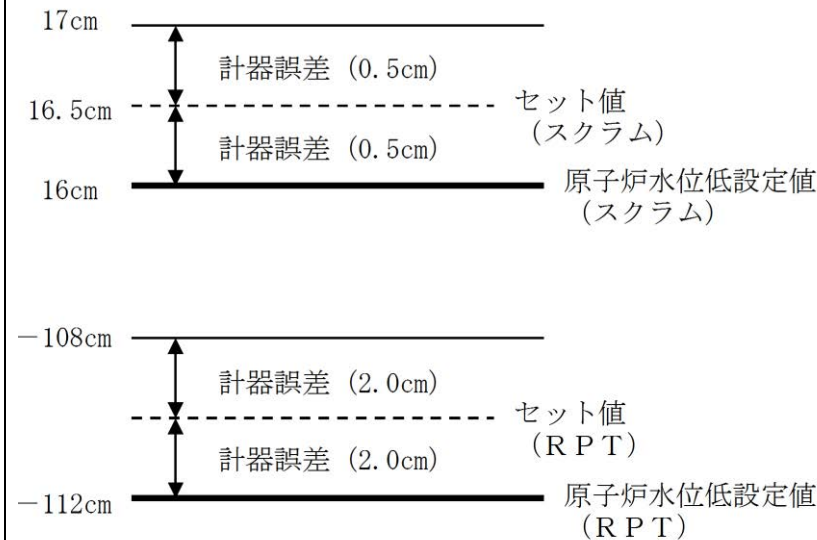 17cm
計器誤差 (0.5cm)
16.5cm
セット値
(スクラム)
計器誤差 (0.5cm)
16cm
原子炉水位低設定値
(スクラム)
－108cm
計器誤差 (2.0cm)
セット値
(ＲＰＴ)
計器誤差 (2.0cm)
－112cm
原子炉水位低設定値
(ＲＰＴ)